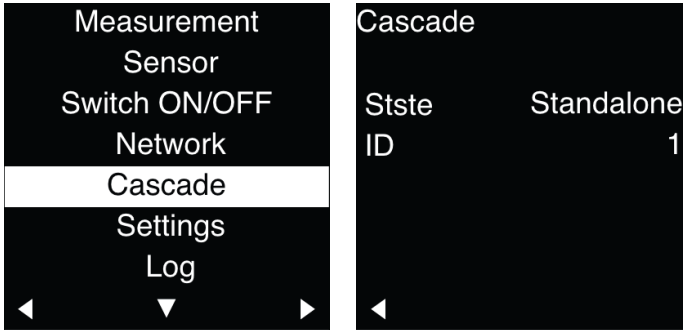 Measurement
Sensor
Switch ON/OFF
Network
Cascade
Settings
Log
Cascade
Stste Standalone
ID 1